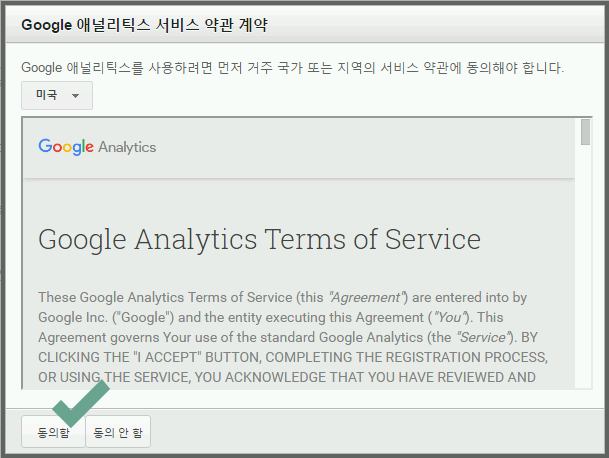 Google 애널리틱스 서비스 약관 계약
Google 애널리틱스를 사용하려면 먼저 거주 국가 또는 지역의 서비스 약관에 동의해야 합니다.
미국
Google Analytics
Google Analytics Terms of Service
These Google Analytics Terms of Service (this "Agreement") are entered into by
Google Inc. ("Google") and the entity executing this Agreement ("You"). This
Agreement governs Your use of the standard Google Analytics (the "Service"). BY
CLICKING THE "I ACCEPT" BUTTON, COMPLETING THE REGISTRATION PROCESS,
OR USING THE SERVICE, YOU ACKNOWLEDGE THAT YOU HAVE REVIEWED AND
동의함
동의 안 함